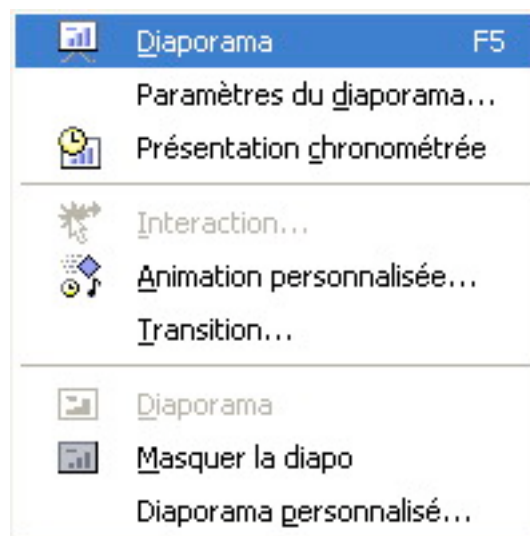 Diaporama F5
Paramètres du diaporama...
Présentation chronométrée
Interaction...
Animation personnalisée...
Transition...
Diaporama
Masquer la diapo
Diaporama personnalisé...